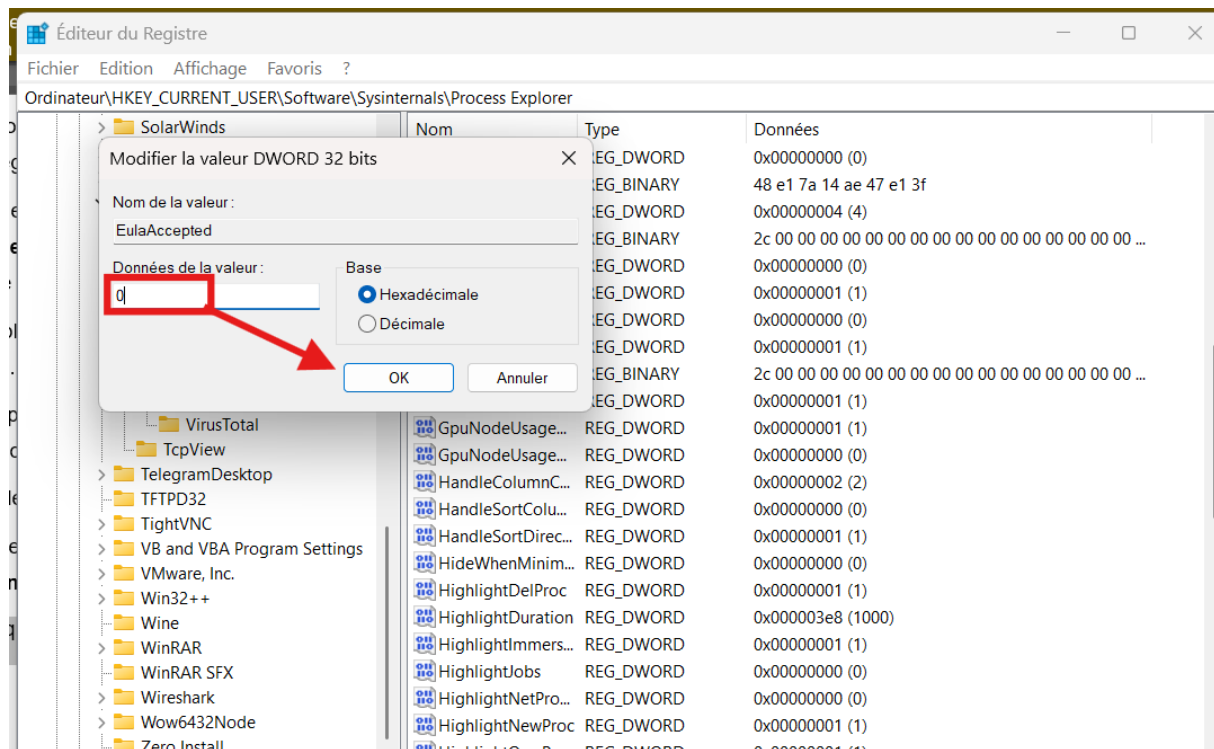 Éditeur du Registre
Fichier Edition Affichage Favoris ?
Ordinateur\HKEY_CURRENT_USER\Software\Sysinternals\Process Explorer
SolarWinds
Nom Type Données
Modifier la valeur DWORD 32 bits
Nom de la valeur :
EulaAccepted
Données de la valeur :
0
Base
Hexadécimale
Décimale
OK Annuler
REG_DWORD 0x00000000 (0)
REG_BINARY 48 e1 7a 14 ae 47 e1 3f
REG_DWORD 0x00000004 (4)
REG_BINARY 2c 00 00 00 00 00 00 00 00 00 00 00 00 00 00 00 00 ...
REG_DWORD 0x00000000 (0)
REG_DWORD 0x00000001 (1)
REG_DWORD 0x00000000 (0)
REG_DWORD 0x00000001 (1)
REG_BINARY 2c 00 00 00 00 00 00 00 00 00 00 00 00 00 00 00 00 ...
REG_DWORD 0x00000001 (1)
VirusTotal
TcpView
TelegramDesktop
TFTPD32
TightVNC
VB and VBA Program Settings
VMware, Inc.
Win32++
Wine
WinRAR
WinRAR SFX
Wireshark
Wow6432Node
Zero Install
GpuNodeUsage... REG_DWORD 0x00000001 (1)
GpuNodeUsage... REG_DWORD 0x00000000 (0)
HandleColumnC... REG_DWORD 0x00000002 (2)
HandleSortColu... REG_DWORD 0x00000000 (0)
HandleSortDirec... REG_DWORD 0x00000001 (1)
HideWhenMinim... REG_DWORD 0x00000000 (0)
HighlightDelProc REG_DWORD 0x00000001 (1)
HighlightDuration REG_DWORD 0x000003e8 (1000)
HighlightImmers... REG_DWORD 0x00000001 (1)
HighlightJobs REG_DWORD 0x00000000 (0)
HighlightNetPro... REG_DWORD 0x00000000 (0)
HighlightNewProc REG_DWORD 0x00000001 (1)